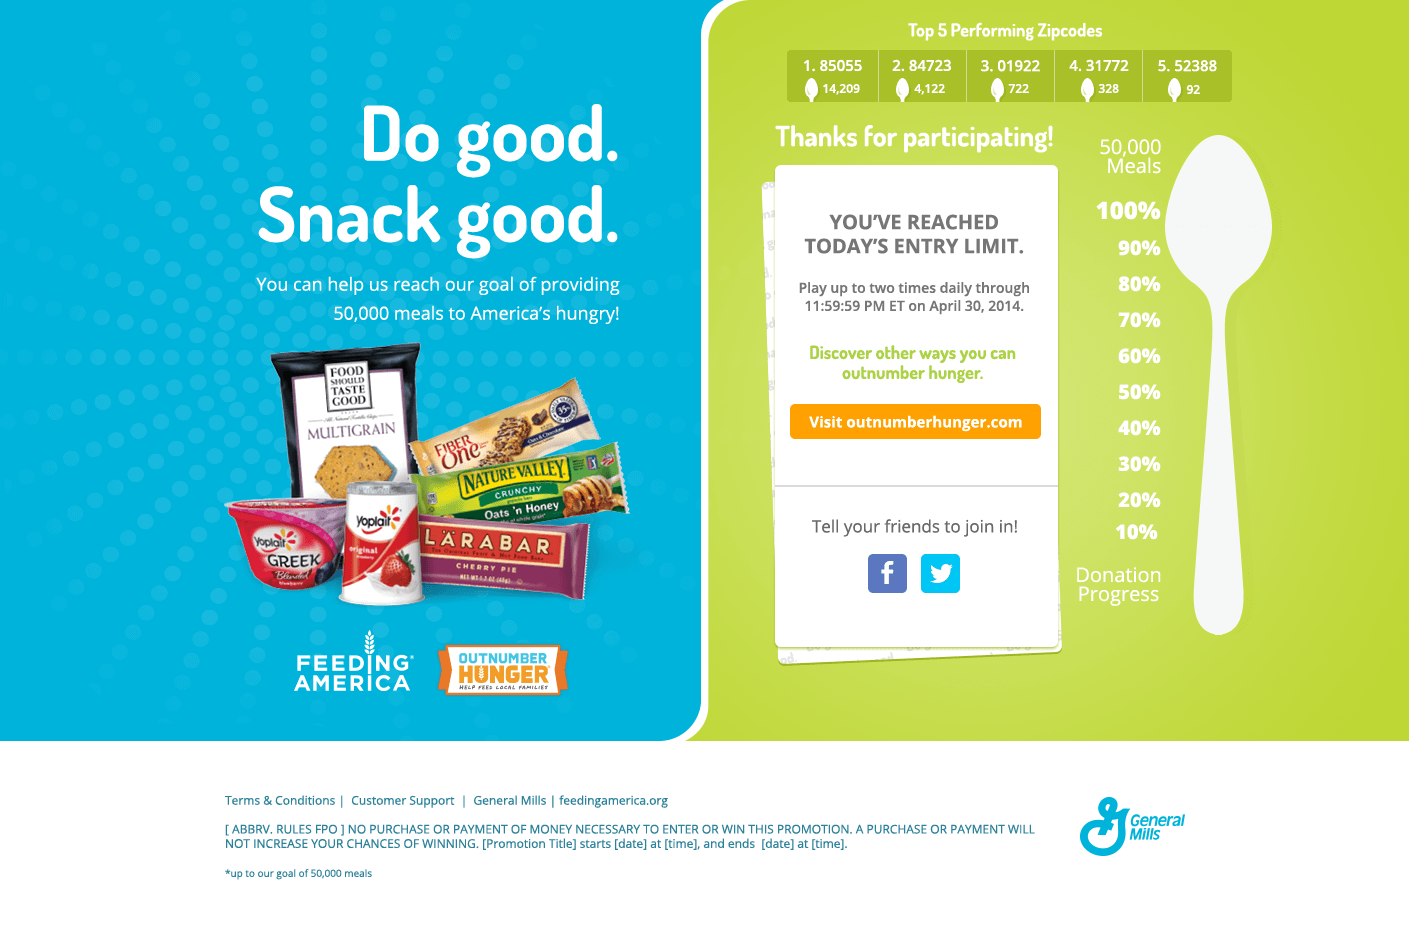 Do good.
Snack good.
You can help us reach our goal of providing
50,000 meals to America's hungry!
FOOD
SHOULD
TASTE
GOOD
MULTIGRAIN
FIBER
One
35%
Oats & Chocolate
NATURE VALLEY
CRUNCHY
Oats 'n Honey
LÄRABAR
CHERRY PIE
Yoplait
GREEK
Blended
Yoplait
original
FEEDING
AMERICA
OUTNUMBER
HUNGER
HELP FEED LOCAL FAMILIES
Top 5 Performing Zipcodes
1. 85055
14,209
2. 84723
4,122
3. 01922
722
4. 31772
328
5. 52388
92
Thanks for participating!
YOU'VE REACHED
TODAY'S ENTRY LIMIT.
Play up to two times daily through
11:59:59 PM ET on April 30, 2014.
Discover other ways you can
outnumber hunger.
Visit outnumberhunger.com
Tell your friends to join in!
50,000
Meals
100%
90%
80%
70%
60%
50%
40%
30%
20%
10%
Donation
Progress
Terms & Conditions | Customer Support | General Mills | feedingamerica.org
[ ABBRV. RULES FPO ] NO PURCHASE OR PAYMENT OF MONEY NECESSARY TO ENTER OR WIN THIS PROMOTION. A PURCHASE OR PAYMENT WILL
NOT INCREASE YOUR CHANCES OF WINNING. [Promotion Title] starts [date] at [time], and ends [date] at [time].
*up to our goal of 50,000 meals
General
Mills